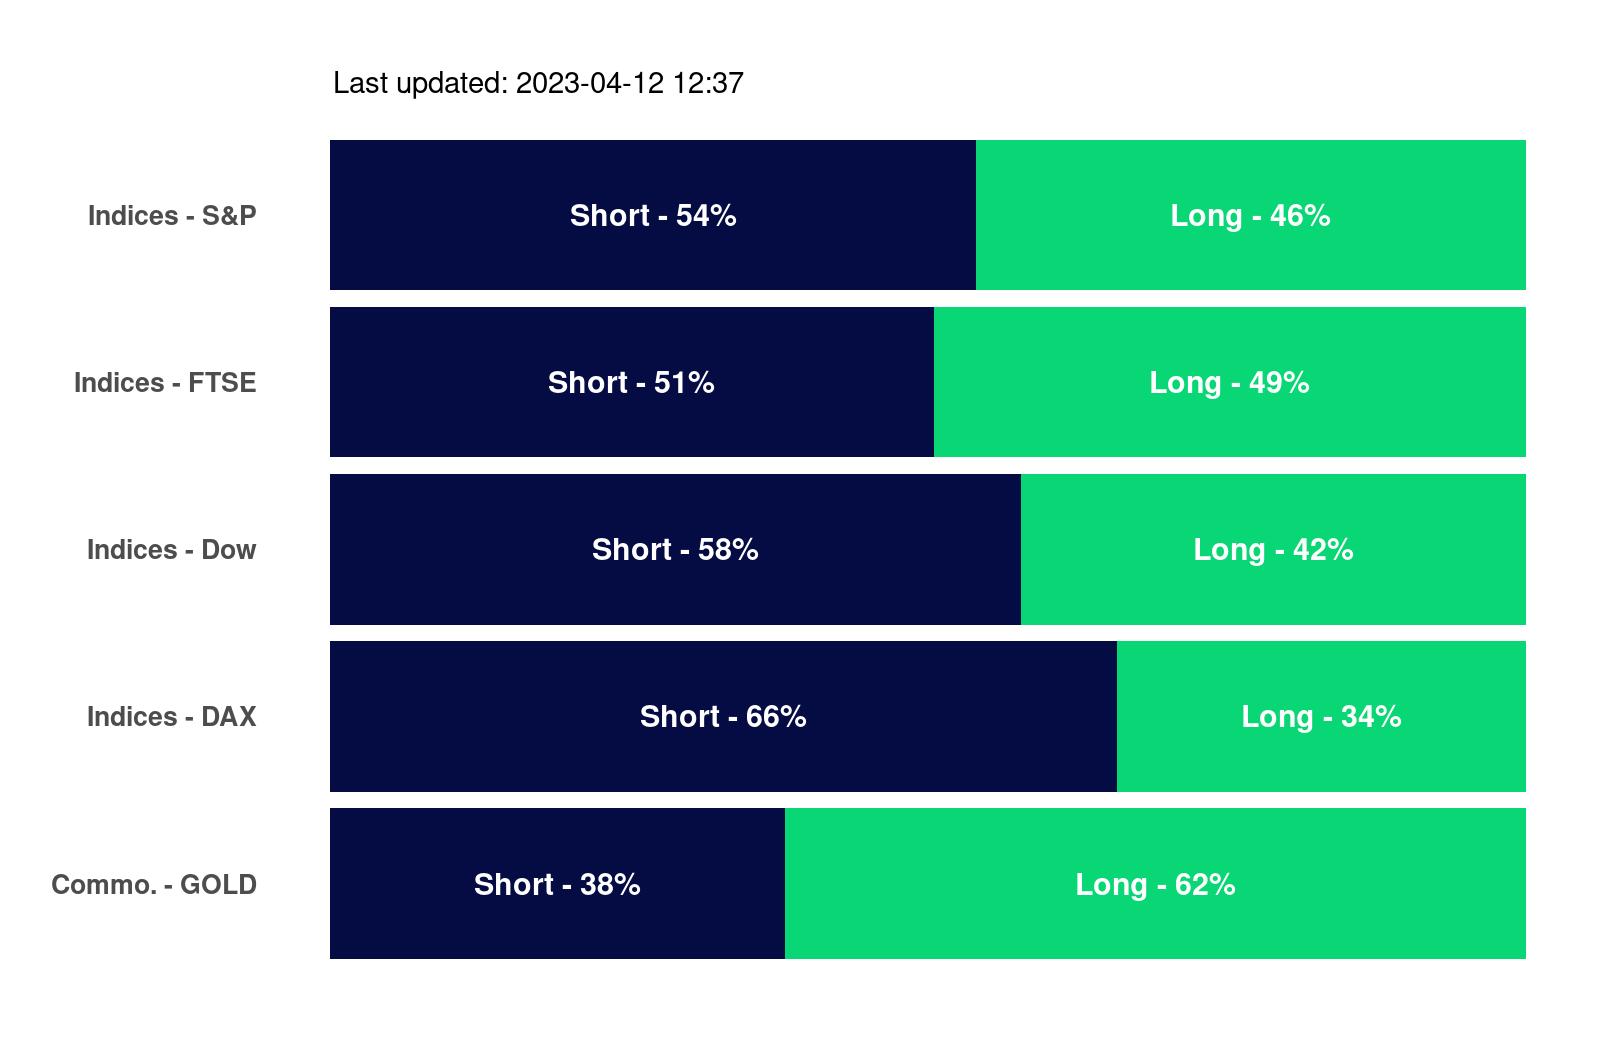 Last updated: 2023-04-12 12:37
Indices - S&P Short - 54% Long - 46%
Indices - FTSE Short - 51% Long - 49%
Indices - Dow Short - 58% Long - 42%
Indices - DAX Short - 66% Long - 34%
Commo. - GOLD Short - 38% Long - 62%